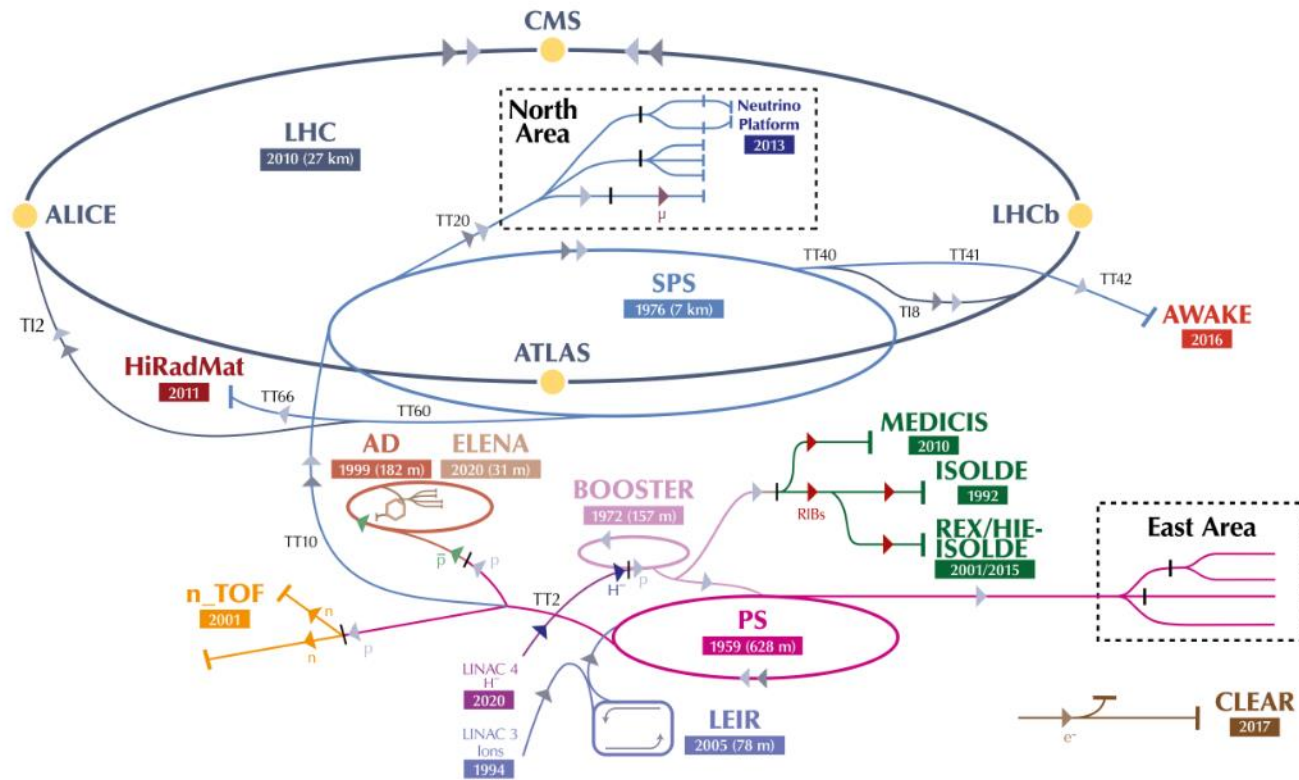 CMS
North
Area
Neutrino
Platform
2013
LHC
2010 (27 km)
μ
ALICE
LHCb
TT20
TT40
TT41
TT42
SPS
1976 (7 km)
TI8
TI2
AWAKE
2016
ATLAS
HiRadMat
2011
TT66
TT60
MEDICIS
2010
AD
1999 (182 m)
ELENA
2020 (31 m)
ISOLDE
1992
BOOSTER
1972 (157 m)
RIBs
REX/HIE-
ISOLDE
2001/2015
East Area
TT10
p̄
p
H⁻
p
TT2
n_TOF
2001
n
n
p
PS
1959 (628 m)
LINAC 4
H⁻
2020
LINAC 3
Ions
1994
LEIR
2005 (78 m)
e⁻
CLEAR
2017